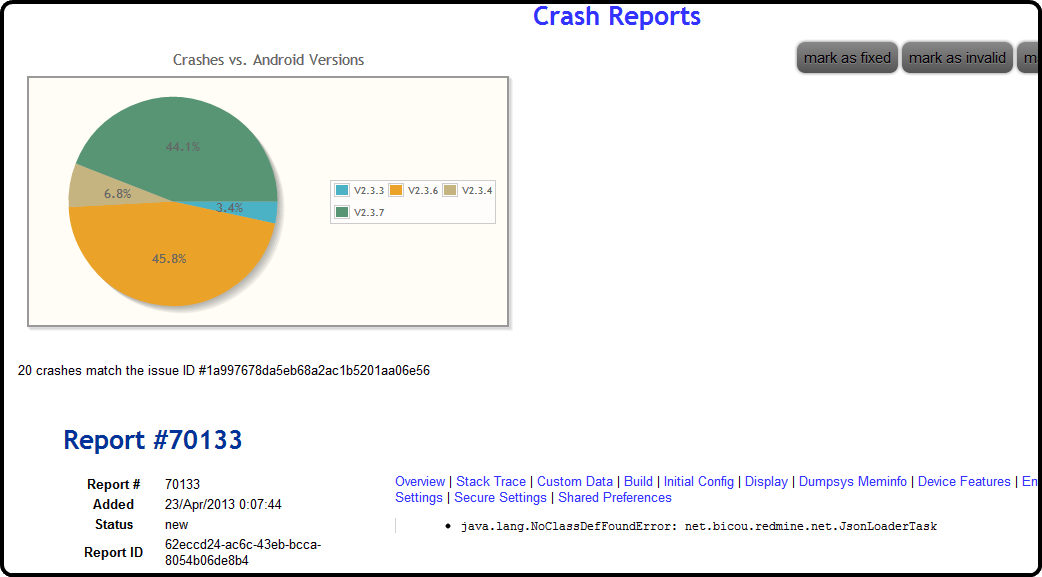 Crash Reports
Crashes vs. Android Versions
mark as fixed
mark as invalid
m
44.1%
6.8%
3.4%
45.8%
V2.3.3 V2.3.6 V2.3.4
V2.3.7
20 crashes match the issue ID #1a997678da5eb68a2ac1b5201aa06e56
Report #70133
Report # 70133
Added 23/Apr/2013 0:07:44
Status new
Report ID 62eccd24-ac6c-43eb-bcca-
8054b06de8b4
Overview | Stack Trace | Custom Data | Build | Initial Config | Display | Dumpsys Meminfo | Device Features | En
Settings | Secure Settings | Shared Preferences
• java.lang.NoClassDefFoundError: net.bicou.redmine.net.JsonLoaderTask